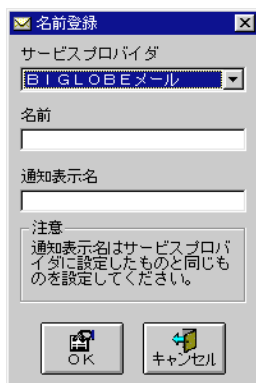 名前登録
サービスプロバイダ
ＢＩＧＬＯＢＥメール
名前
通知表示名
注意
通知表示名はサービスプロバ
イダに設定したものと同じも
のを設定してください。
ＯＫ
キャンセル